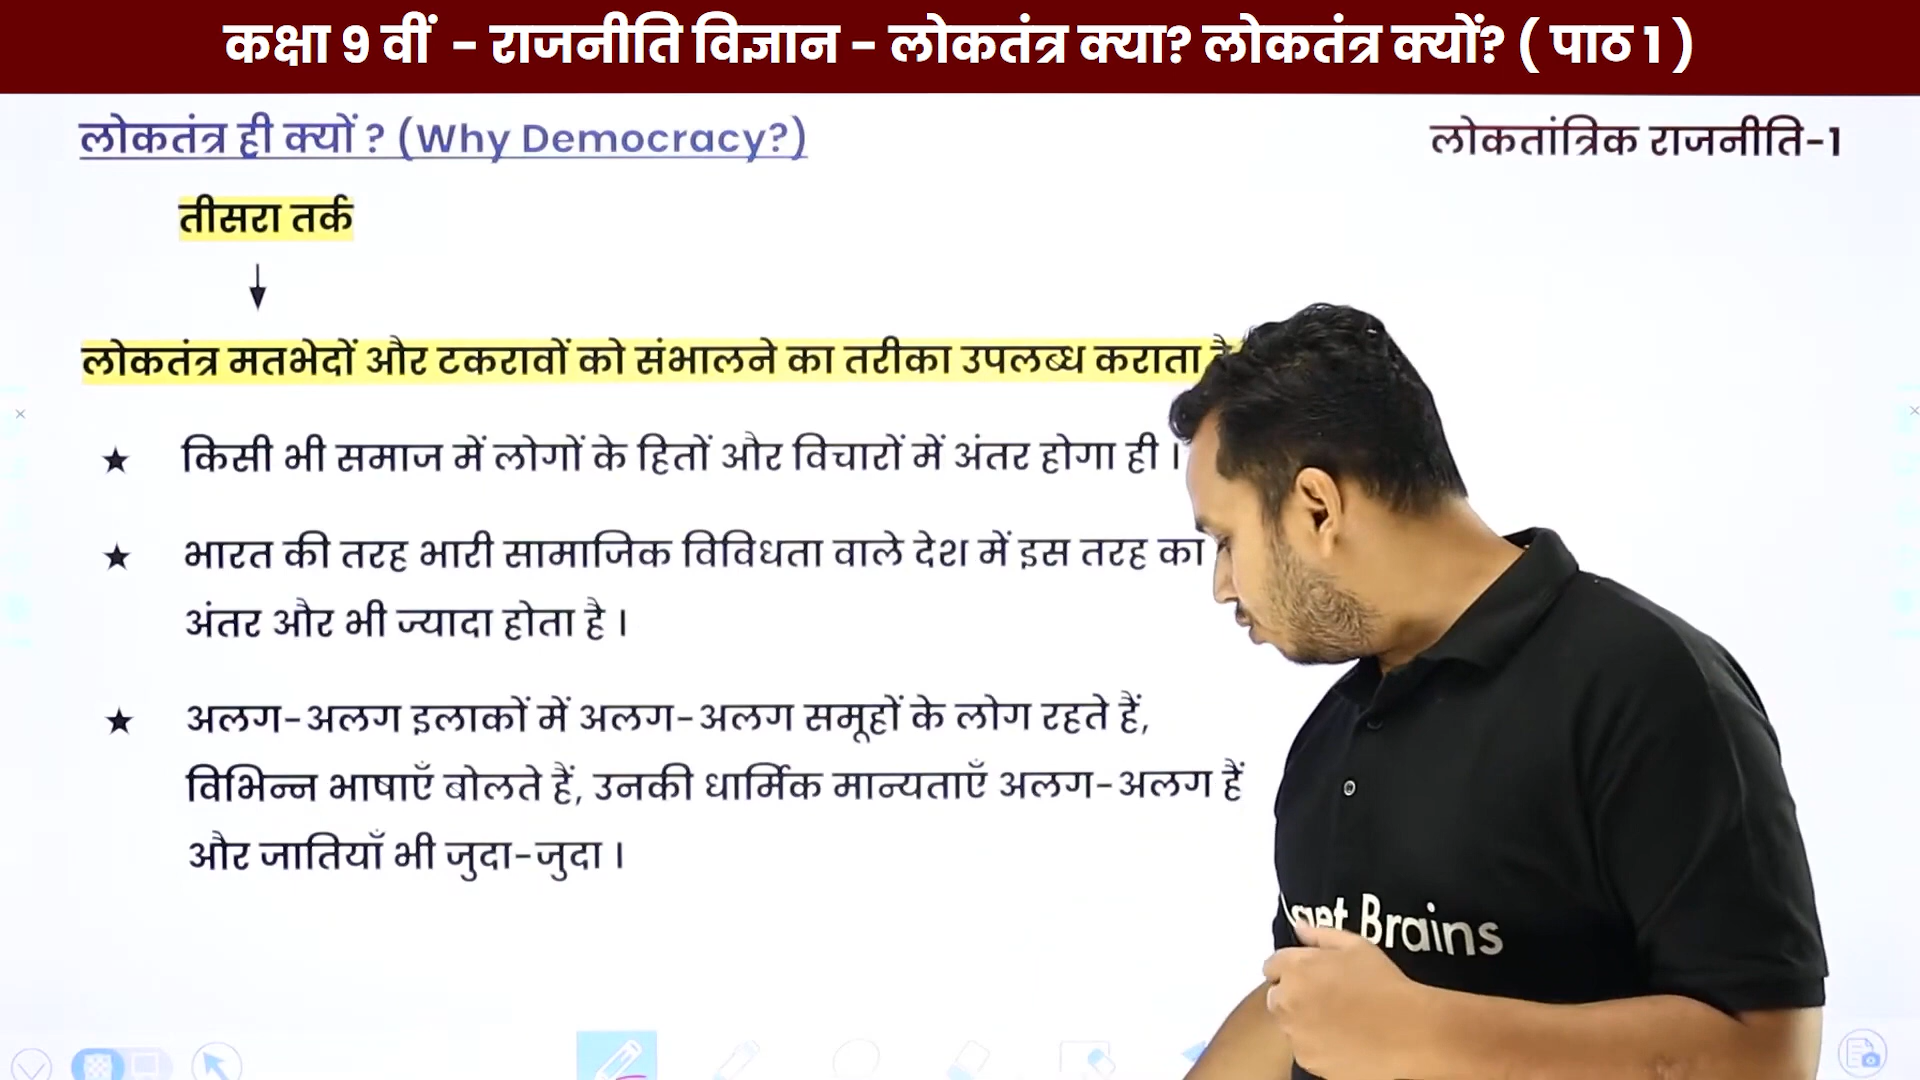 कक्षा 9 वीं - राजनीति विज्ञान - लोकतंत्र क्या? लोकतंत्र क्यों? ( पाठ 1 )
लोकतंत्र ही क्यों ? (Why Democracy?)
लोकतांत्रिक राजनीति-1
तीसरा तर्क
लोकतंत्र मतभेदों और टकरावों को संभालने का तरीका उपलब्ध कराता
★ किसी भी समाज में लोगों के हितों और विचारों में अंतर होगा ही ।
★ भारत की तरह भारी सामाजिक विविधता वाले देश में इस तरह का
अंतर और भी ज्यादा होता है ।
★ अलग-अलग इलाकों में अलग-अलग समूहों के लोग रहते हैं,
विभिन्न भाषाएँ बोलते हैं, उनकी धार्मिक मान्यताएँ अलग-अलग हैं
और जातियाँ भी जुदा-जुदा ।
Brains